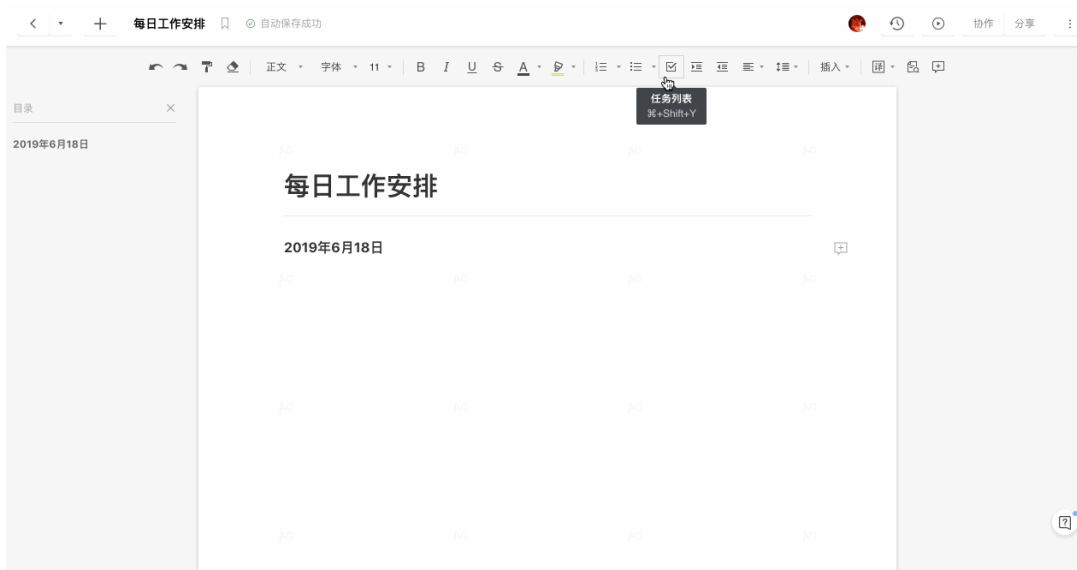 每日工作安排
自动保存成功
协作
分享
正文
字体
11
B
I
U
S
A
插入
译
任务列表
⌘+Shift+Y
目录
2019年6月18日
每日工作安排
2019年6月18日